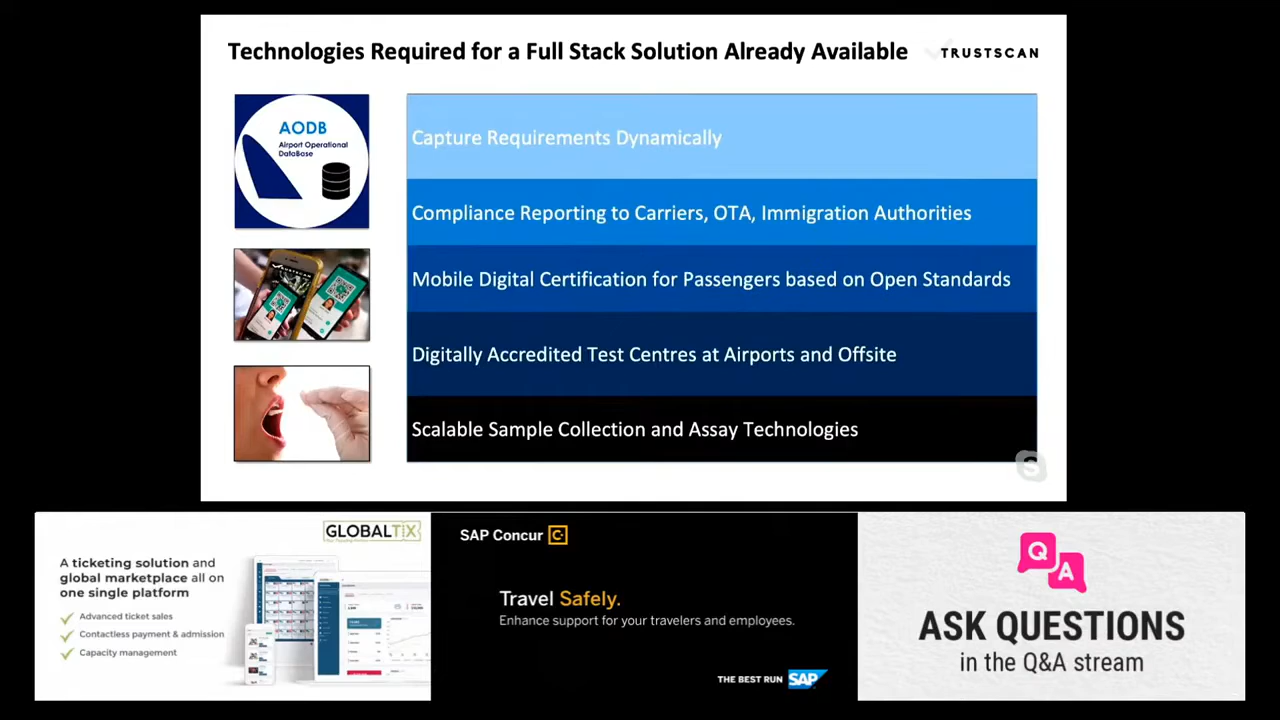 Technologies Required for a Full Stack Solution Already Available
TRUSTSCAN
AODB
Airport Operational
DataBase
Capture Requirements Dynamically
Compliance Reporting to Carriers, OTA, Immigration Authorities
Mobile Digital Certification for Passengers based on Open Standards
Digitally Accredited Test Centres at Airports and Offsite
Scalable Sample Collection and Assay Technologies
GLOBALTIX
A ticketing solution and
global marketplace all on
one single platform
Advanced ticket sales
Contactless payment & admission
Capacity management
SAP Concur C
Travel Safely.
Enhance support for your travelers and employees.
THE BEST RUN SAP
Q
A
ASK QUESTIONS
in the Q&A stream